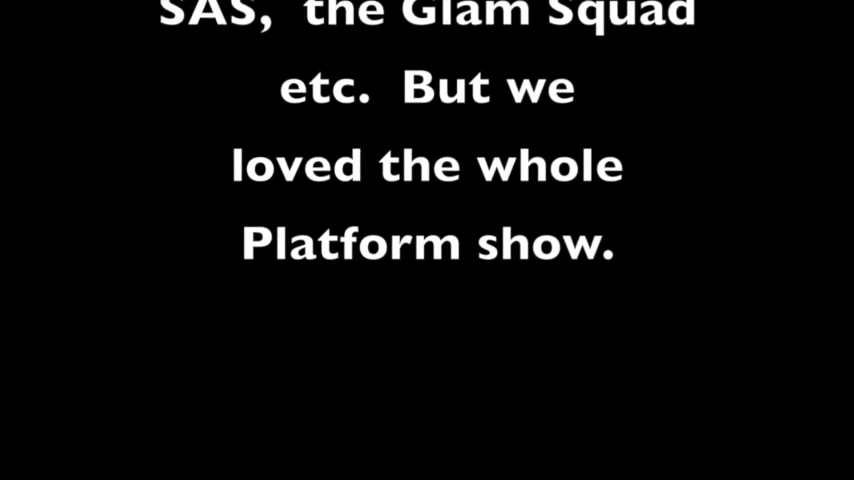 SAS,  the Glam Squad
etc.  But we
loved the whole
Platform show.